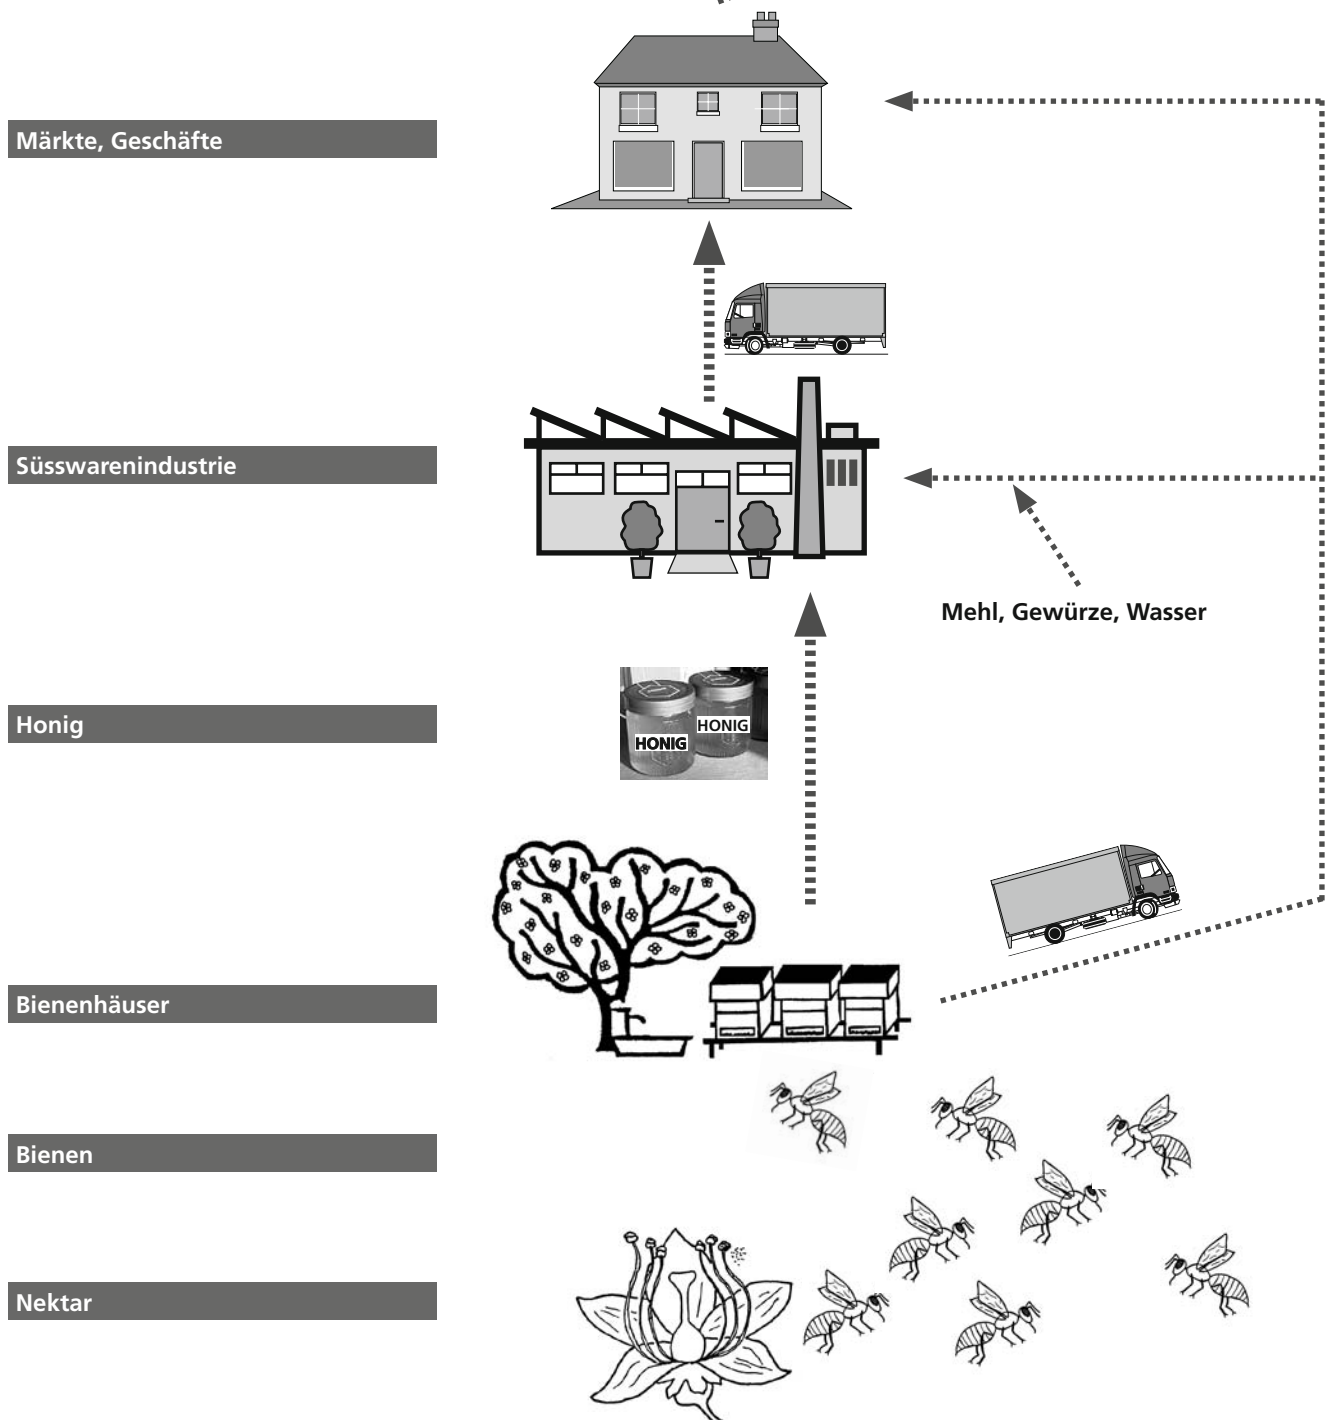 Märkte, Geschäfte
Süsswarenindustrie
Mehl, Gewürze, Wasser
Honig
HONIG
HONIG
Bienenhäuser
Bienen
Nektar